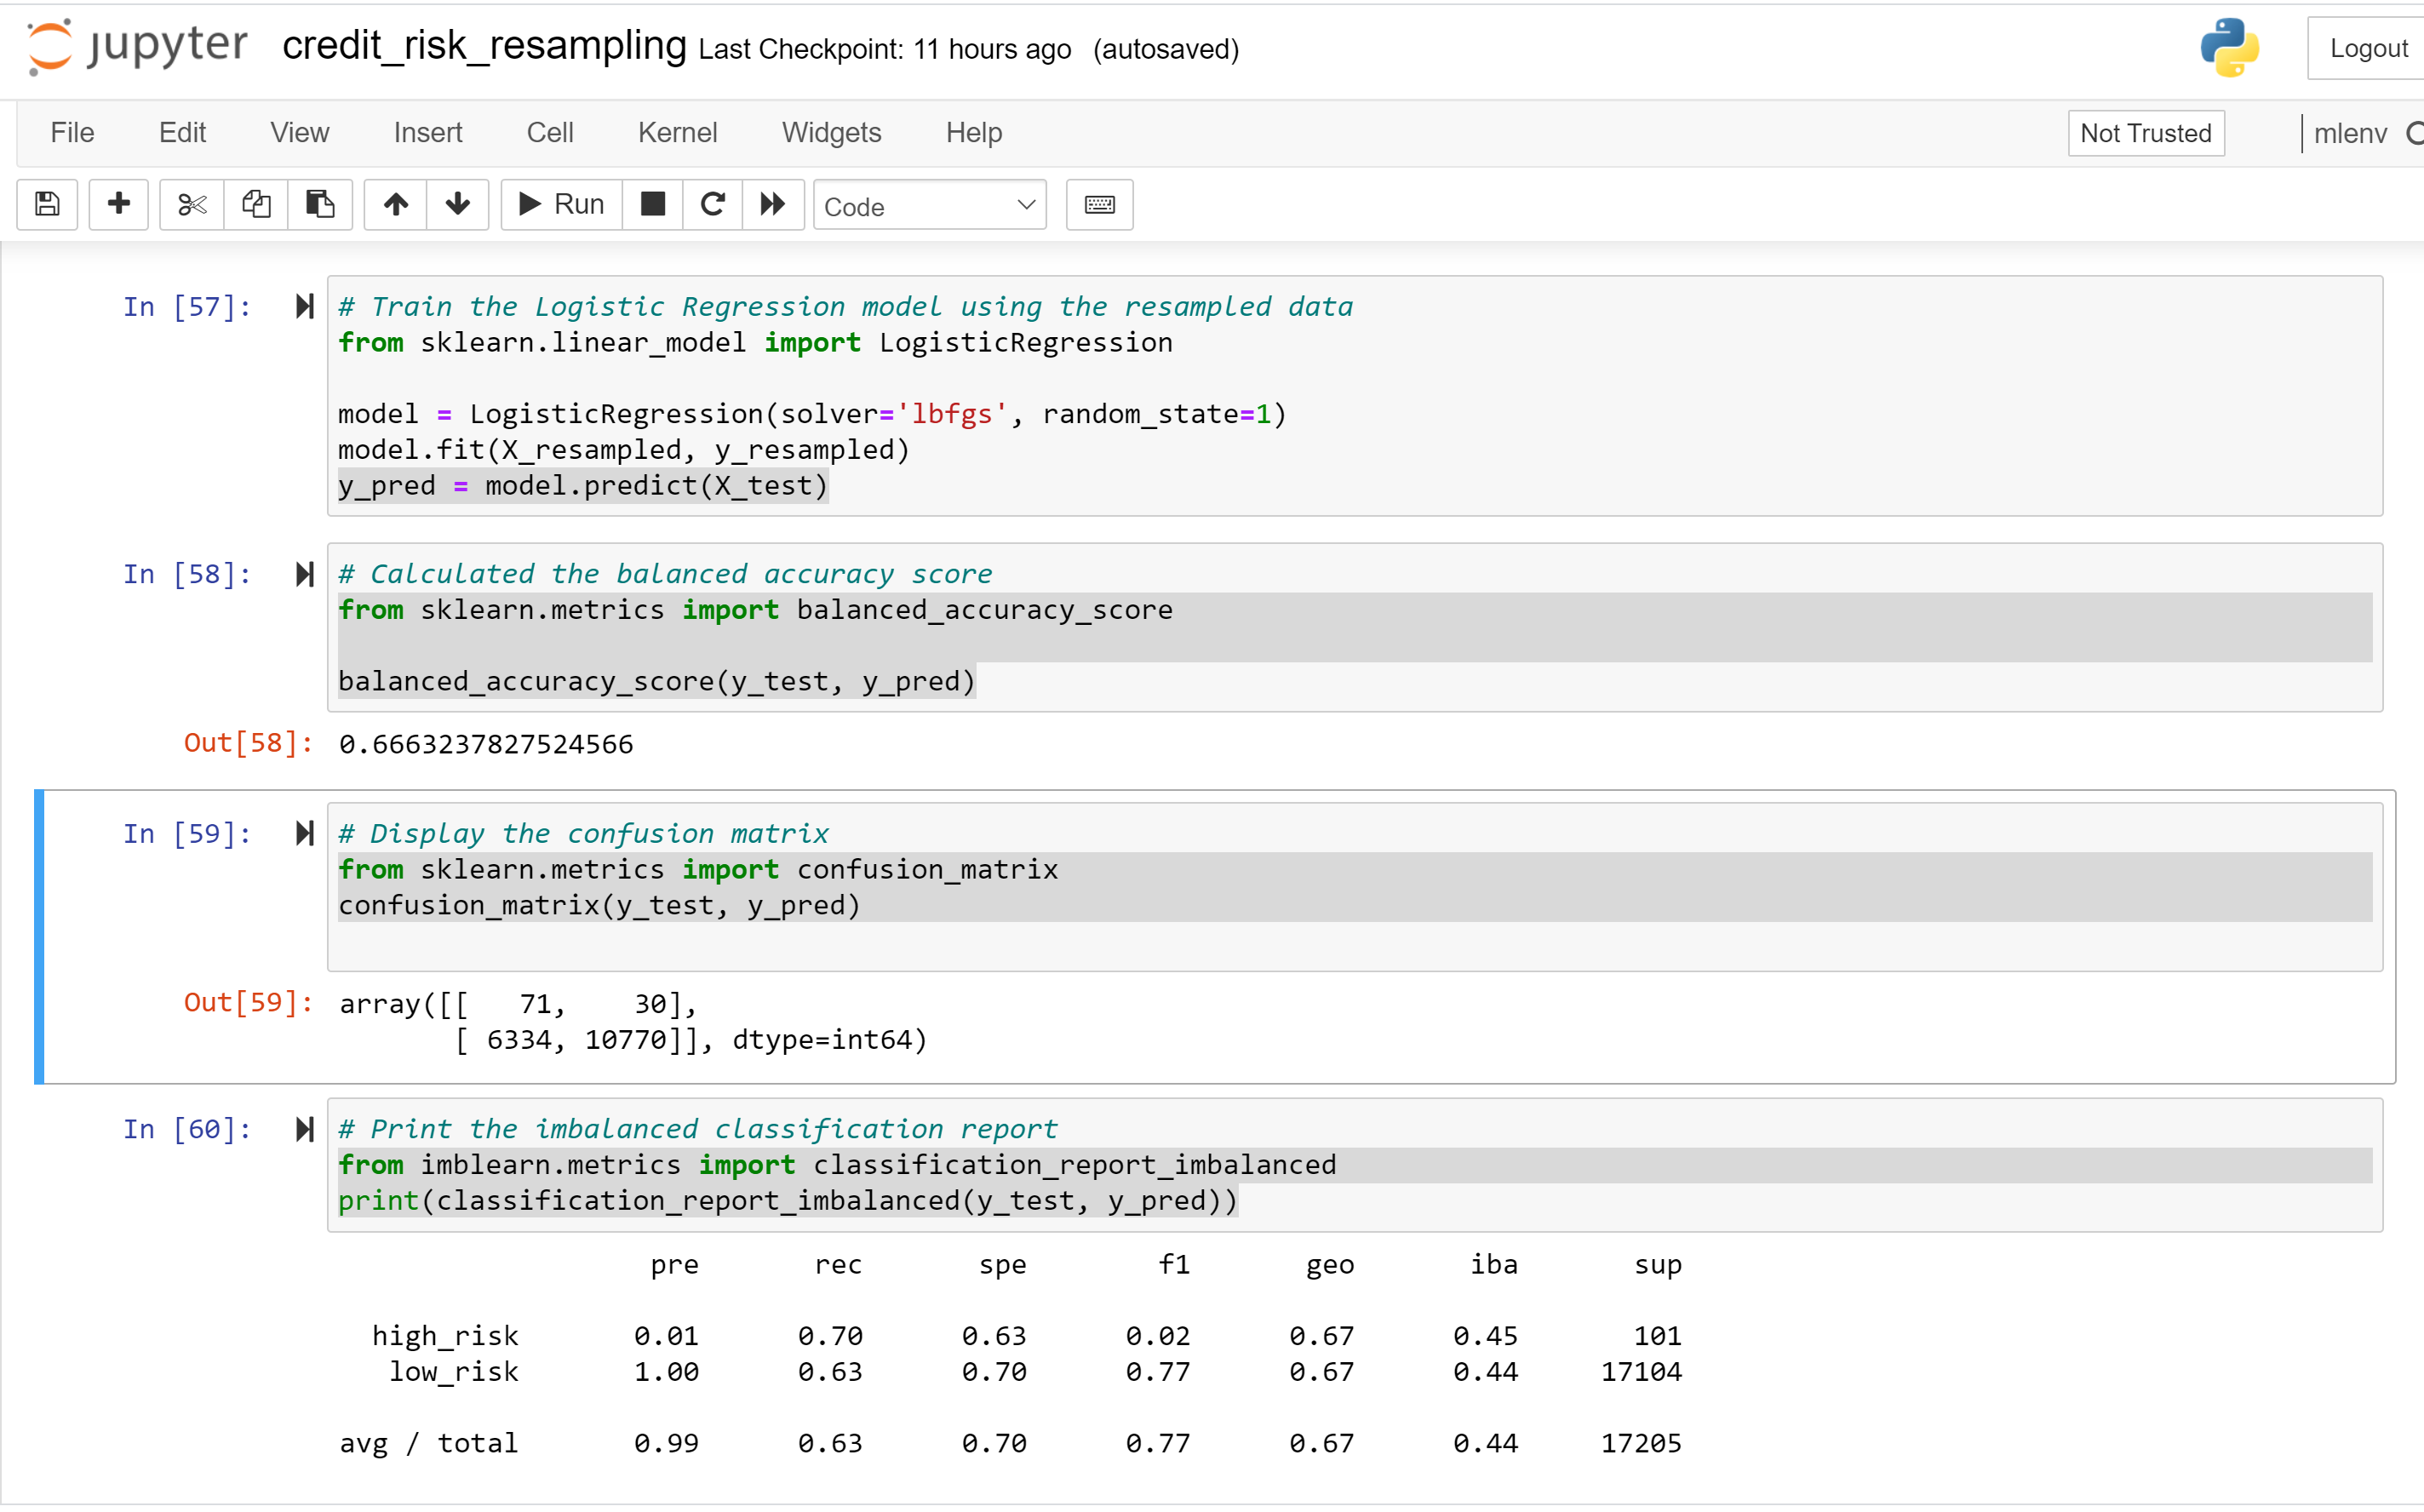 jupyter credit_risk_resampling Last Checkpoint: 11 hours ago (autosaved) Logout
File Edit View Insert Cell Kernel Widgets Help Not Trusted mlenv
Run Code
In [57]: # Train the Logistic Regression model using the resampled data
from sklearn.linear_model import LogisticRegression
model = LogisticRegression(solver='lbfgs', random_state=1)
model.fit(X_resampled, y_resampled)
y_pred = model.predict(X_test)
In [58]: # Calculated the balanced accuracy score
from sklearn.metrics import balanced_accuracy_score
balanced_accuracy_score(y_test, y_pred)
Out[58]: 0.6663237827524566
In [59]: # Display the confusion matrix
from sklearn.metrics import confusion_matrix
confusion_matrix(y_test, y_pred)
Out[59]: array([[   71,    30],
[ 6334, 10770]], dtype=int64)
In [60]: # Print the imbalanced classification report
from imblearn.metrics import classification_report_imbalanced
print(classification_report_imbalanced(y_test, y_pred))
pre rec spe f1 geo iba sup
high_risk 0.01 0.70 0.63 0.02 0.67 0.45 101
low_risk 1.00 0.63 0.70 0.77 0.67 0.44 17104
avg / total 0.99 0.63 0.70 0.77 0.67 0.44 17205